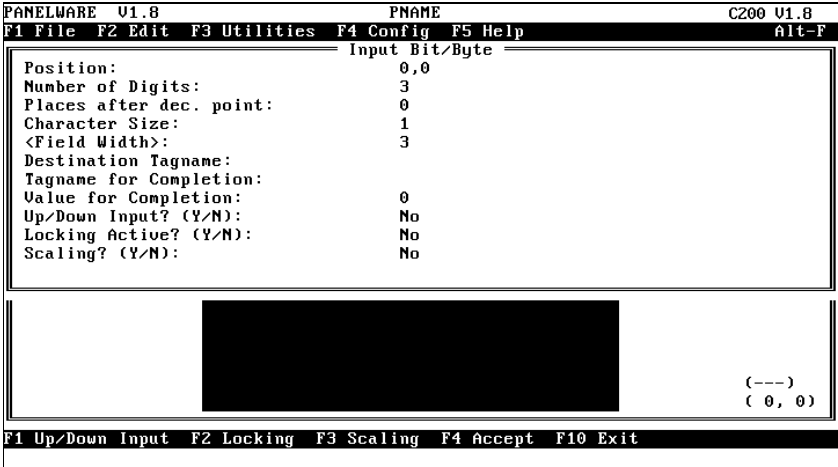 PANELWARE V1.8 PNAME C200 V1.8
F1 File F2 Edit F3 Utilities F4 Config F5 Help Alt-F
Input Bit/Byte
Position: 0,0
Number of Digits: 3
Places after dec. point: 0
Character Size: 1
<Field Width>: 3
Destination Tagname:
Tagname for Completion:
Value for Completion: 0
Up/Down Input? (Y/N): No
Locking Active? (Y/N): No
Scaling? (Y/N): No
(---)
( 0, 0)
F1 Up/Down Input F2 Locking F3 Scaling F4 Accept F10 Exit